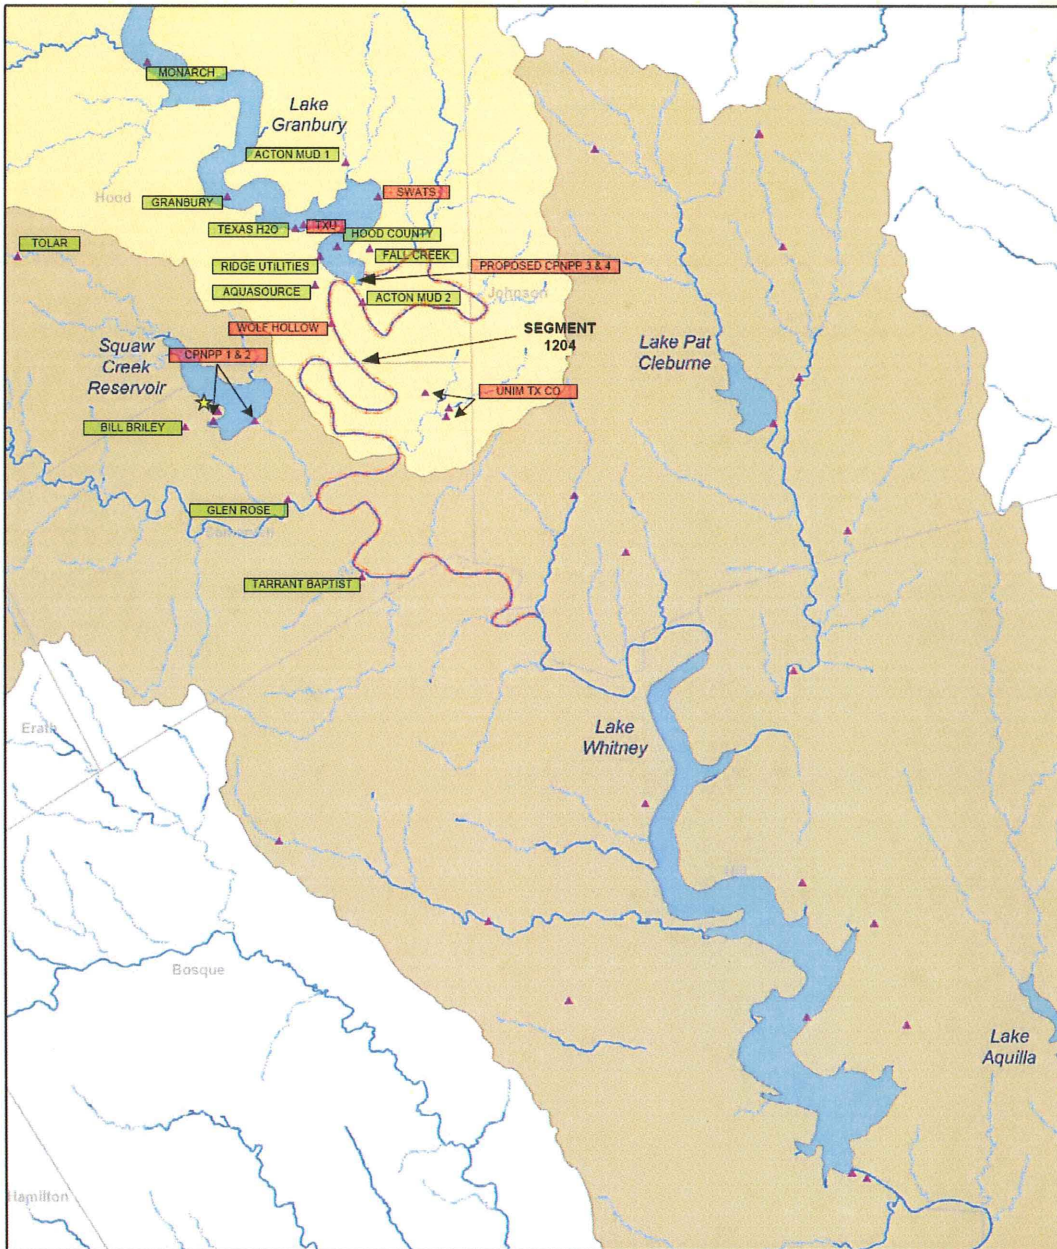 MONARCH
Lake
Granbury
ACTON MUD 1
Hood
GRANBURY
SWATS
TEXAS H2O
TXU
HOOD COUNTY
TOLAR
RIDGE UTILITIES
FALL CREEK
PROPOSED CPNPP 3 & 4
AQUASOURCE
ACTON MUD 2
Johnson
WOLF HOLLOW
SEGMENT
1204
Squaw
Creek
Reservoir
CPNPP 1 & 2
Lake Pat
Cleburne
UNIM TX CO
BILL BRILEY
GLEN ROSE
TARRANT BAPTIST
Erath
Lake
Whitney
Bosque
Lake
Aquilla
Hamilton